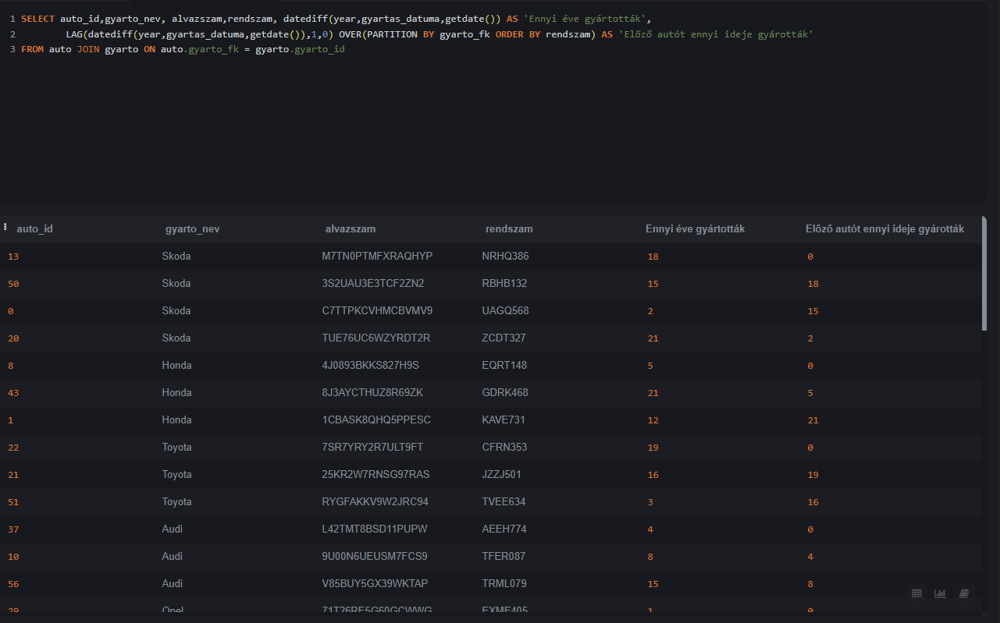 1 SELECT auto_id,gyarto_nev, alvazszam,rendszam, datediff(year,gyartas_datuma,getdate()) AS 'Ennyi éve gyártották',
2 LAG(datediff(year,gyartas_datuma,getdate()),1,0) OVER(PARTITION BY gyarto_fk ORDER BY rendszam) AS 'Előző autót ennyi ideje gyárották'
3 FROM auto JOIN gyarto ON auto.gyarto_fk = gyarto.gyarto_id
auto_id gyarto_nev alvazszam rendszam Ennyi éve gyártották Előző autót ennyi ideje gyárották
13 Skoda M7TN0PTMFXRAQHYP NRHQ386 18 0
50 Skoda 3S2UAU3E3TCF2ZN2 RBHB132 15 18
0 Skoda C7TTPKCVHMCBVMV9 UAGQ568 2 15
20 Skoda TUE76UC6WZYRDT2R ZCDT327 21 2
8 Honda 4J0893BKKS827H9S EQRT148 5 0
43 Honda 8J3AYCTHUZ8R69ZK GDRK468 21 5
1 Honda 1CBASK8QHQ5PPESC KAVE731 12 21
22 Toyota 7SR7YRY2R7ULT9FT CFRN353 19 0
21 Toyota 25KR2W7RNSG97RAS JZZJ501 16 19
51 Toyota RYGFAKKV9W2JRC94 TVEE634 3 16
37 Audi L42TMT8BSD11PUPW AEEH774 4 0
10 Audi 9U00N6UEUSM7FCS9 TFER087 8 4
56 Audi V85BUY5GX39WKTAP TRML079 15 8
29 Opel 71T26RE5G60GCWWG EXME405 1 0